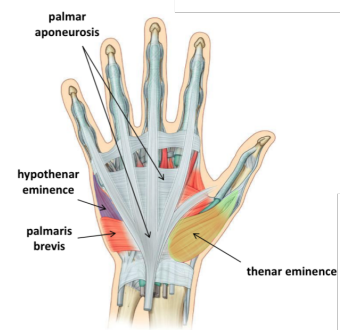 palmar
aponeurosis
hypothenar
eminence
palmaris
brevis
thenar eminence